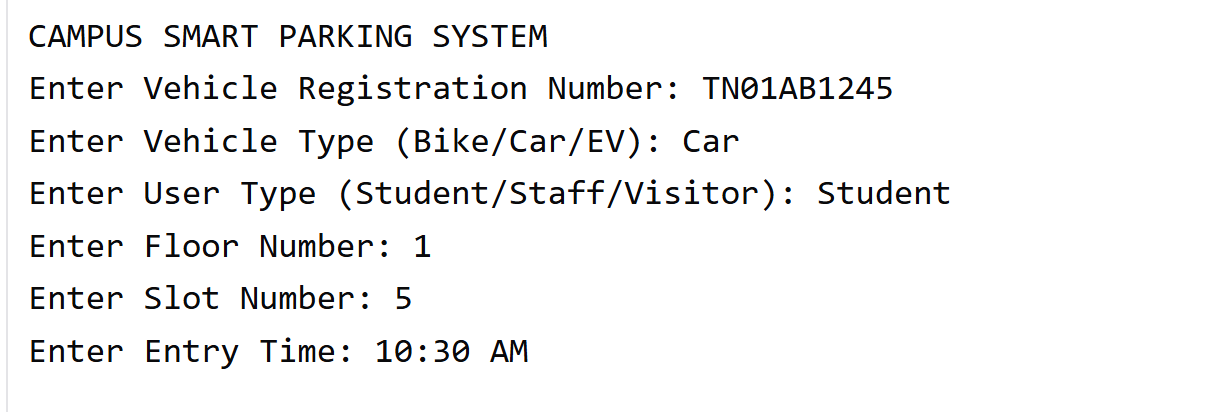 CAMPUS SMART PARKING SYSTEM
Enter Vehicle Registration Number: TN01AB1245
Enter Vehicle Type (Bike/Car/EV): Car
Enter User Type (Student/Staff/Visitor): Student
Enter Floor Number: 1
Enter Slot Number: 5
Enter Entry Time: 10:30 AM